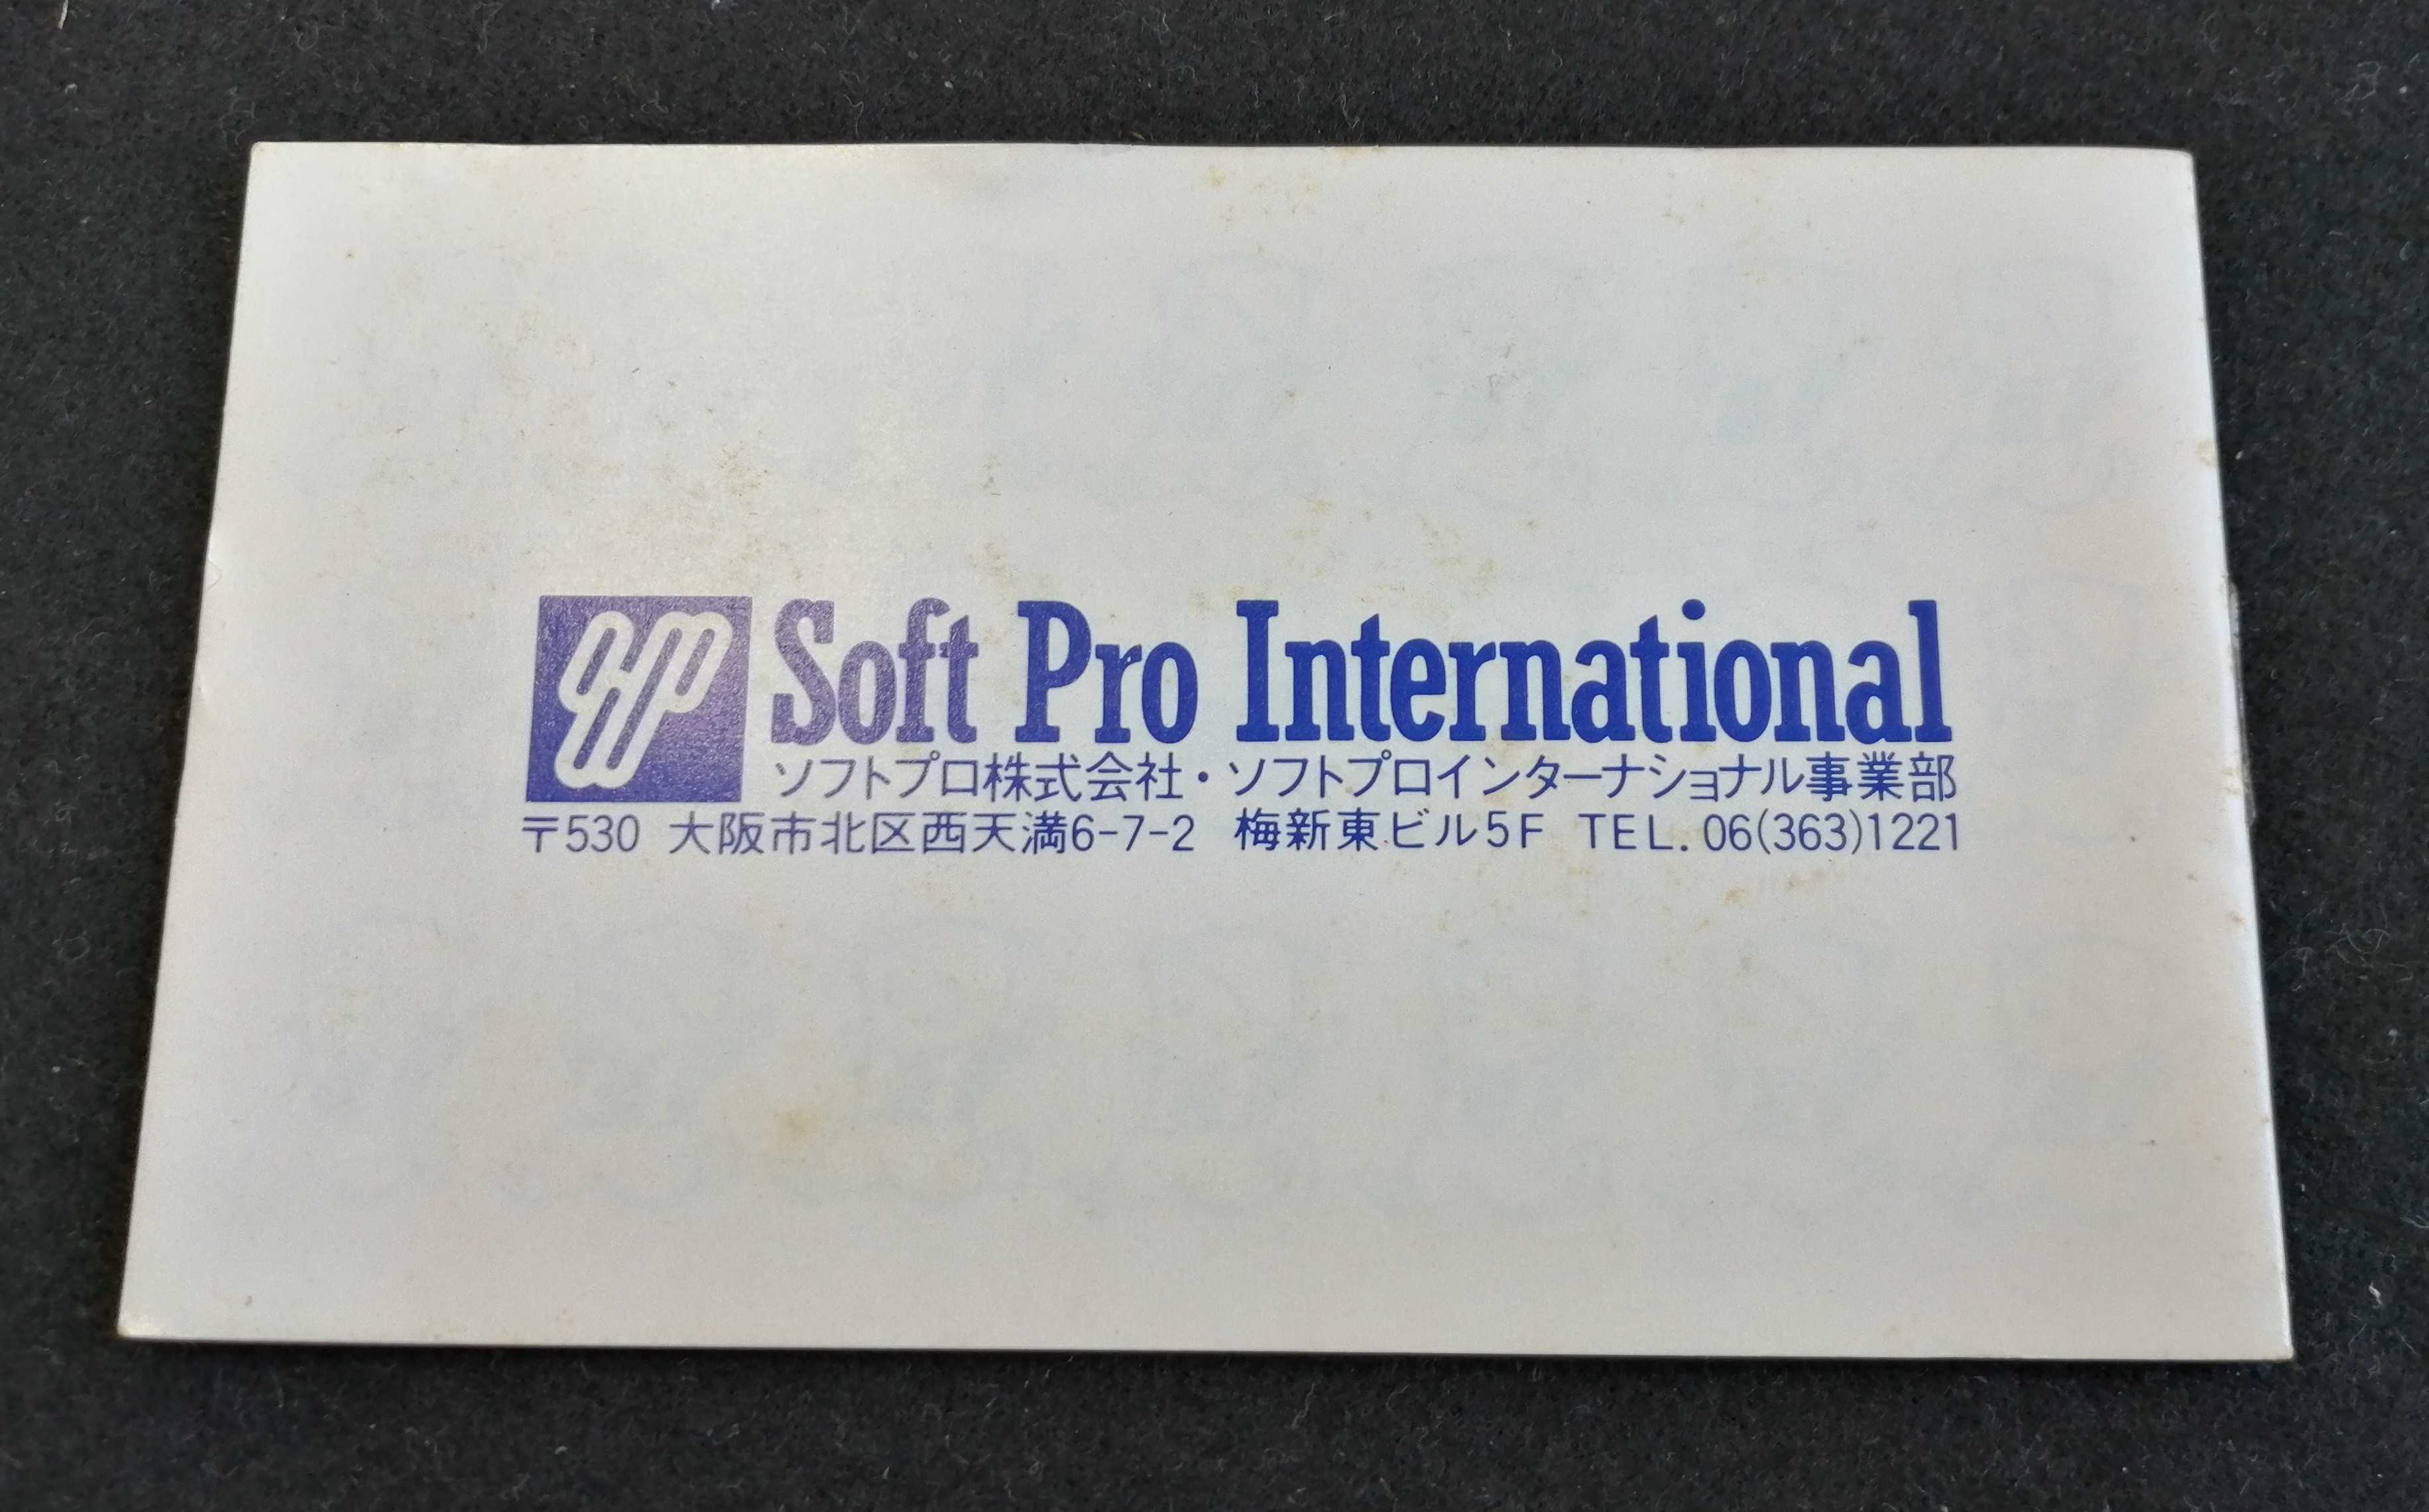 Soft Pro International
ソフトプロ株式会社・ソフトプロインターナショナル事業部
〒530 大阪市北区西天満6-7-2 梅新東ビル5F TEL. 06(363)1221